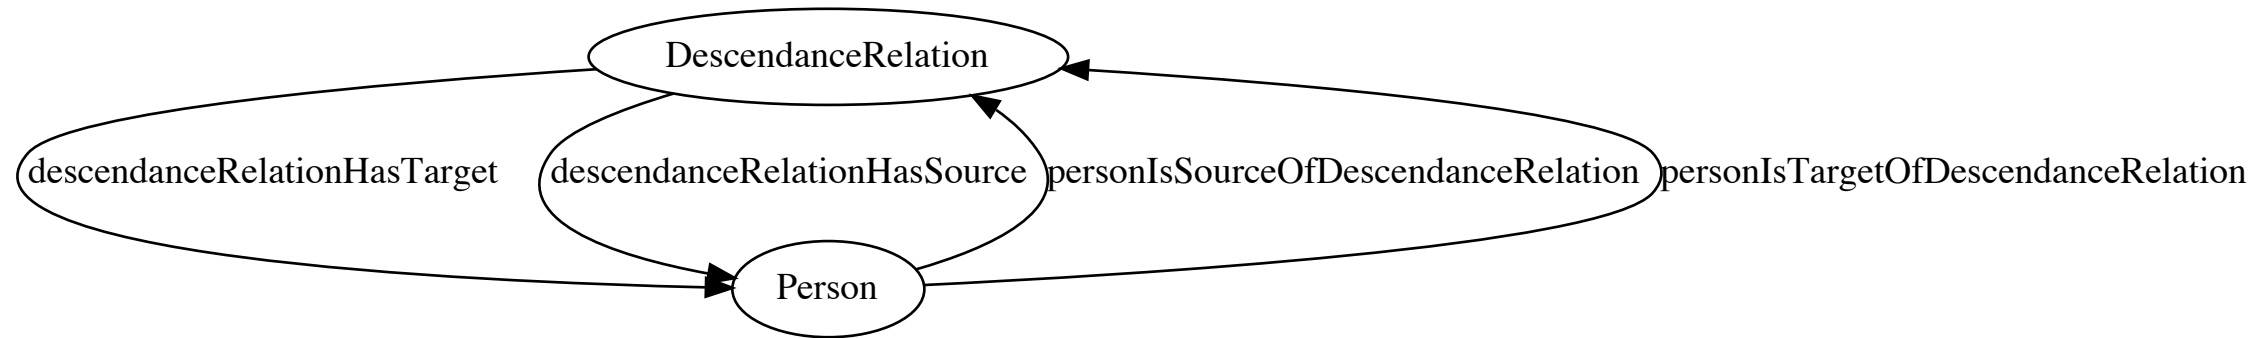 DescendanceRelation
descendanceRelationHasTarget
descendanceRelationHasSource
personIsSourceOfDescendanceRelation
personIsTargetOfDescendanceRelation
Person